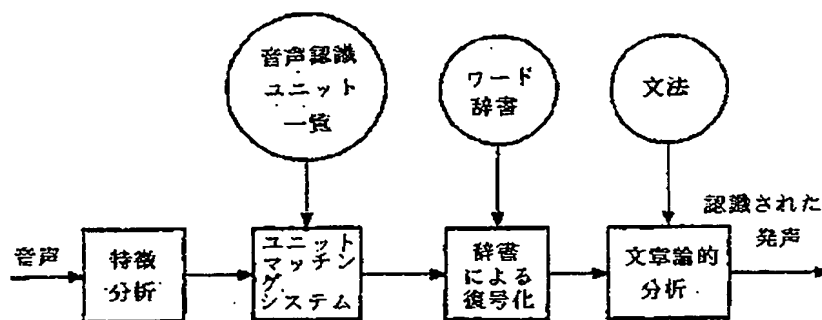 音声認識
ユニット
一覧
ワード
辞書
文法
認識された
発声
音声
特徴
分析
ユニット
マッチン
グ
システム
辞書
による
復号化
文章論的
分析